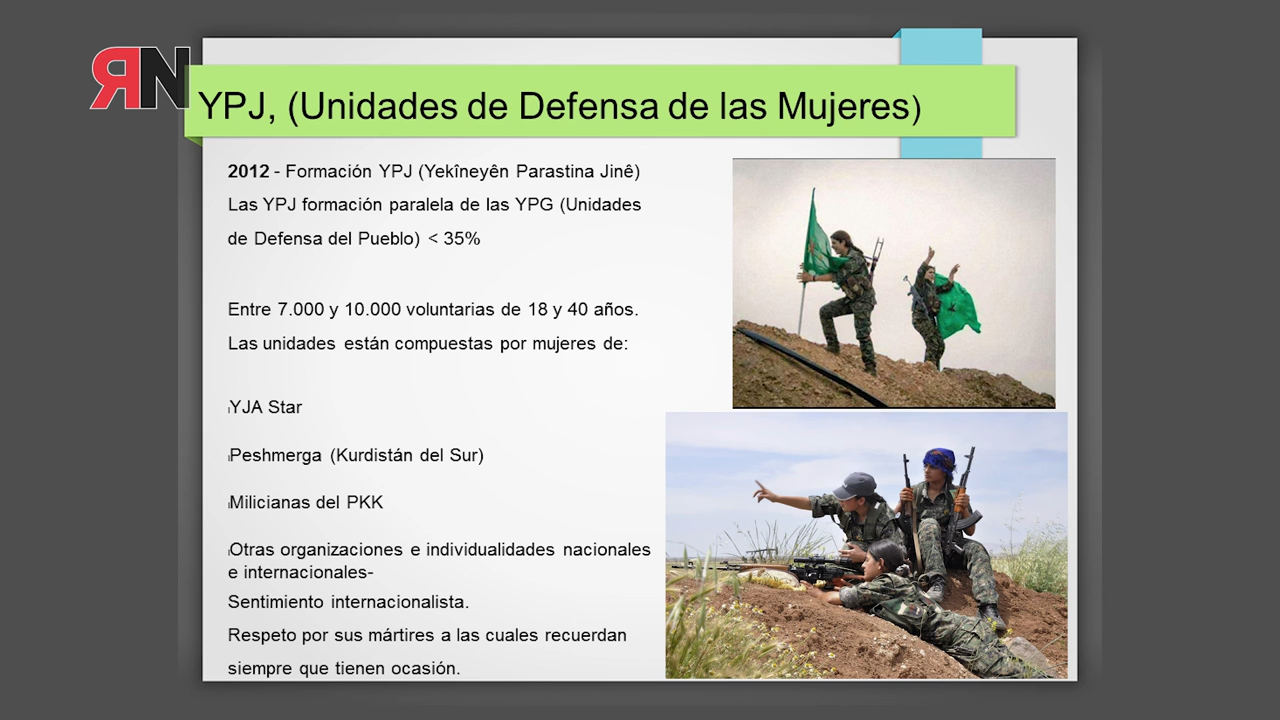 ЯN
YPJ, (Unidades de Defensa de las Mujeres)
2012 - Formación YPJ (Yekîneyên Parastina Jinê)
Las YPJ formación paralela de las YPG (Unidades
de Defensa del Pueblo) < 35%
Entre 7.000 y 10.000 voluntarias de 18 y 40 años.
Las unidades están compuestas por mujeres de:
YJA Star
Peshmerga (Kurdistán del Sur)
Milicianas del PKK
Otras organizaciones e individualidades nacionales
e internacionales-
Sentimiento internacionalista.
Respeto por sus mártires a las cuales recuerdan
siempre que tienen ocasión.